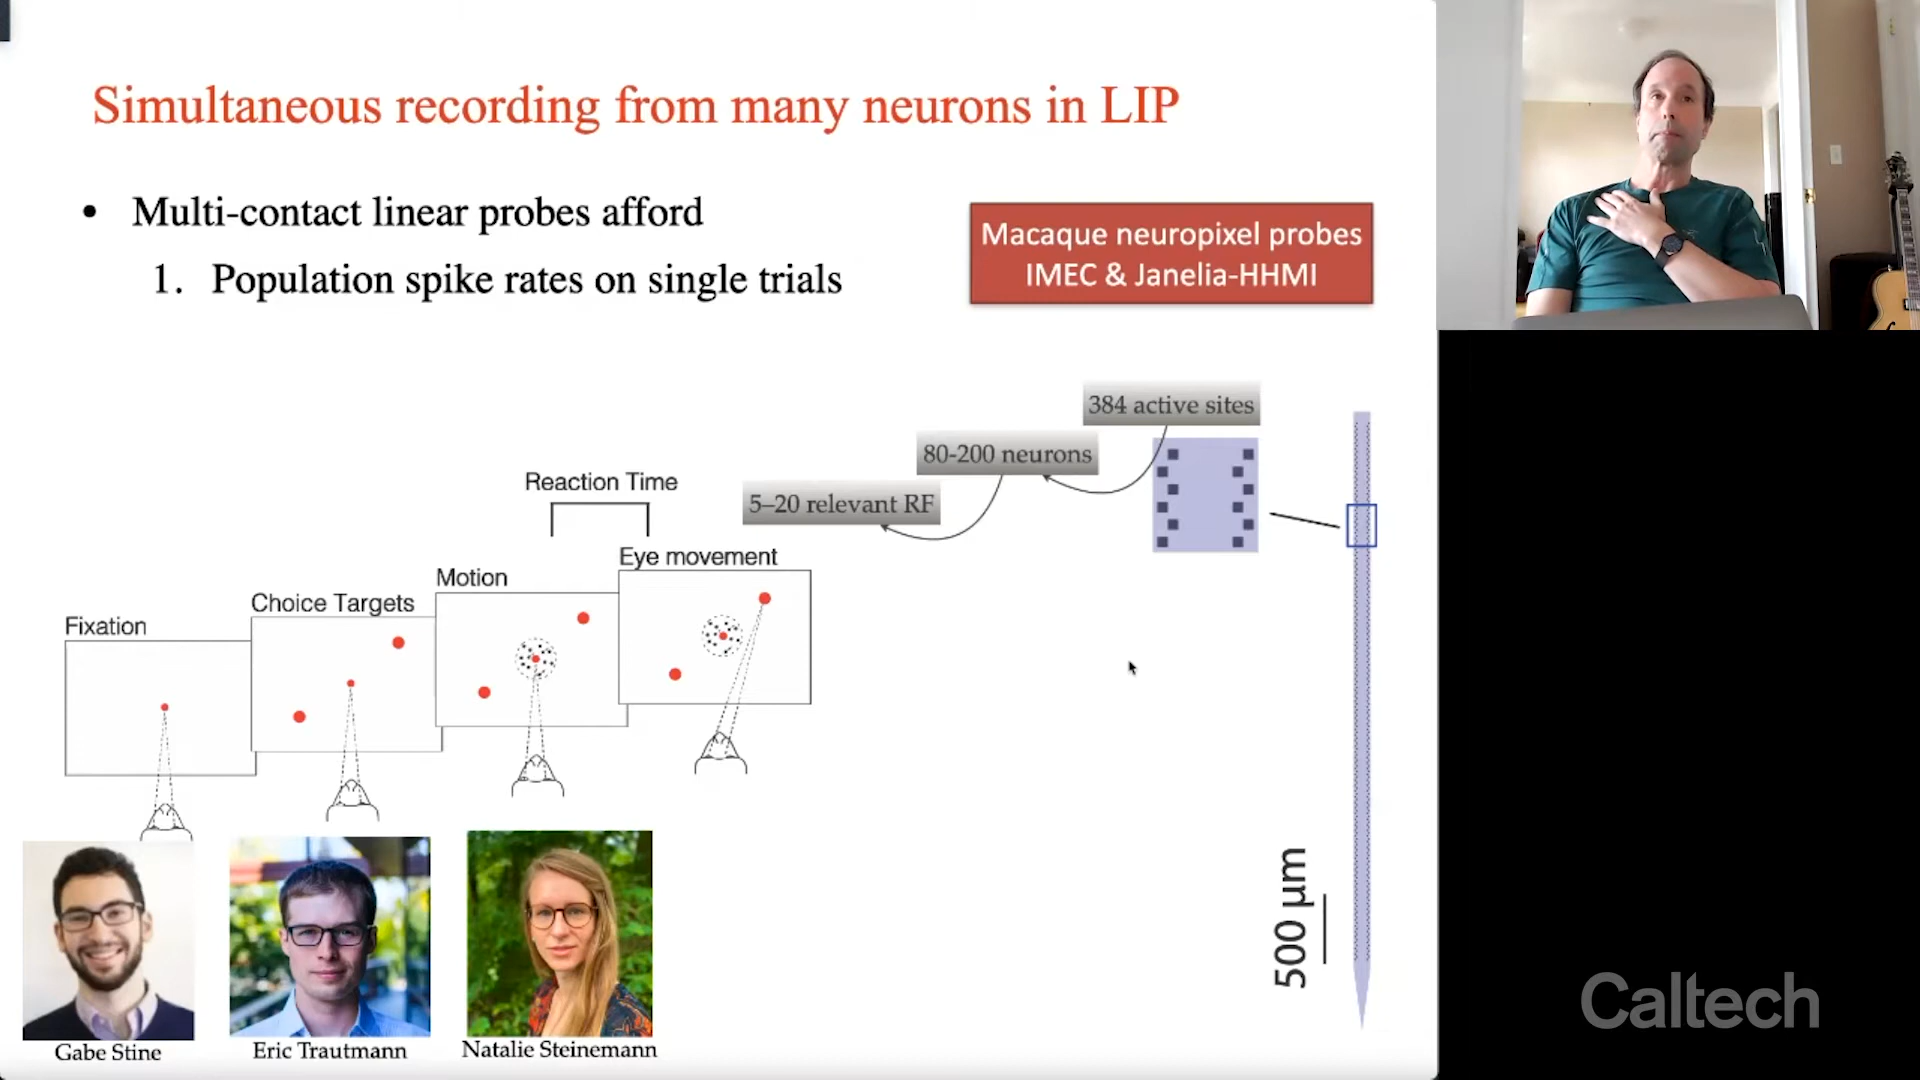 Simultaneous recording from many neurons in LIP
• Multi-contact linear probes afford
1. Population spike rates on single trials
Macaque neuropixel probes
IMEC & Janelia-HHMI
384 active sites
80-200 neurons
5–20 relevant RF
Reaction Time
Eye movement
Motion
Choice Targets
Fixation
500 µm
Gabe Stine
Eric Trautmann
Natalie Steinemann
Caltech